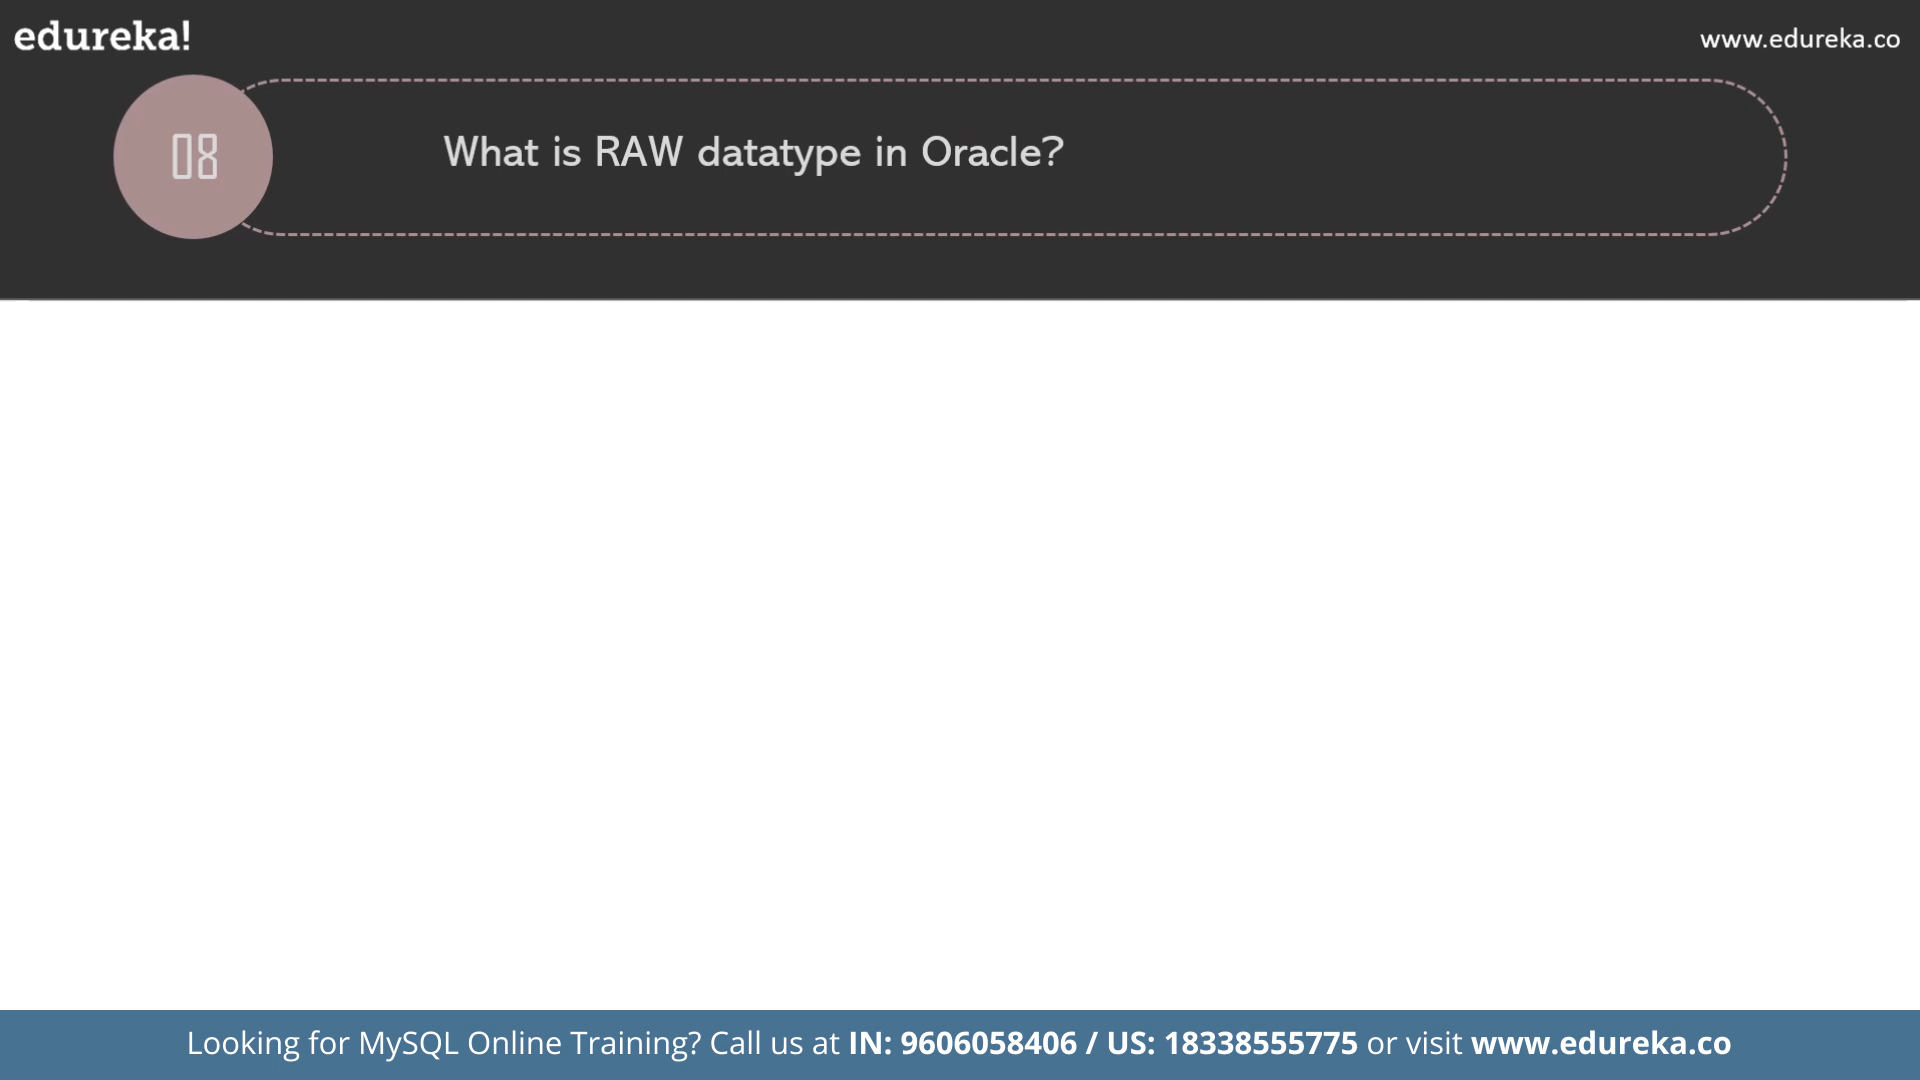 edureka!
www.edureka.co
08
What is RAW datatype in Oracle?
Looking for MySQL Online Training? Call us at IN: 9606058406 / US: 18338555775 or visit www.edureka.co